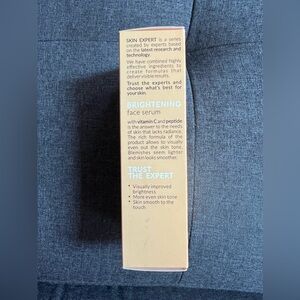 SKIN EXPERT is a series
created by experts based
on the latest research and
technology.
We have combined highly
effective ingredients to
create formulas that
deliver visible results.
Trust the experts and
choose what's best for
your skin.
BRIGHTENING
face serum
with vitamin C and peptide
is the answer to the needs
of skin that lacks radiance.
The rich formula of the
product allows to visually
even out the skin tone.
Blemishes seem lighter
and skin looks smoother.
TRUST
THE EXPERT
• Visually improved
brightness
• More even skin tone
• Skin smooth to the
touch